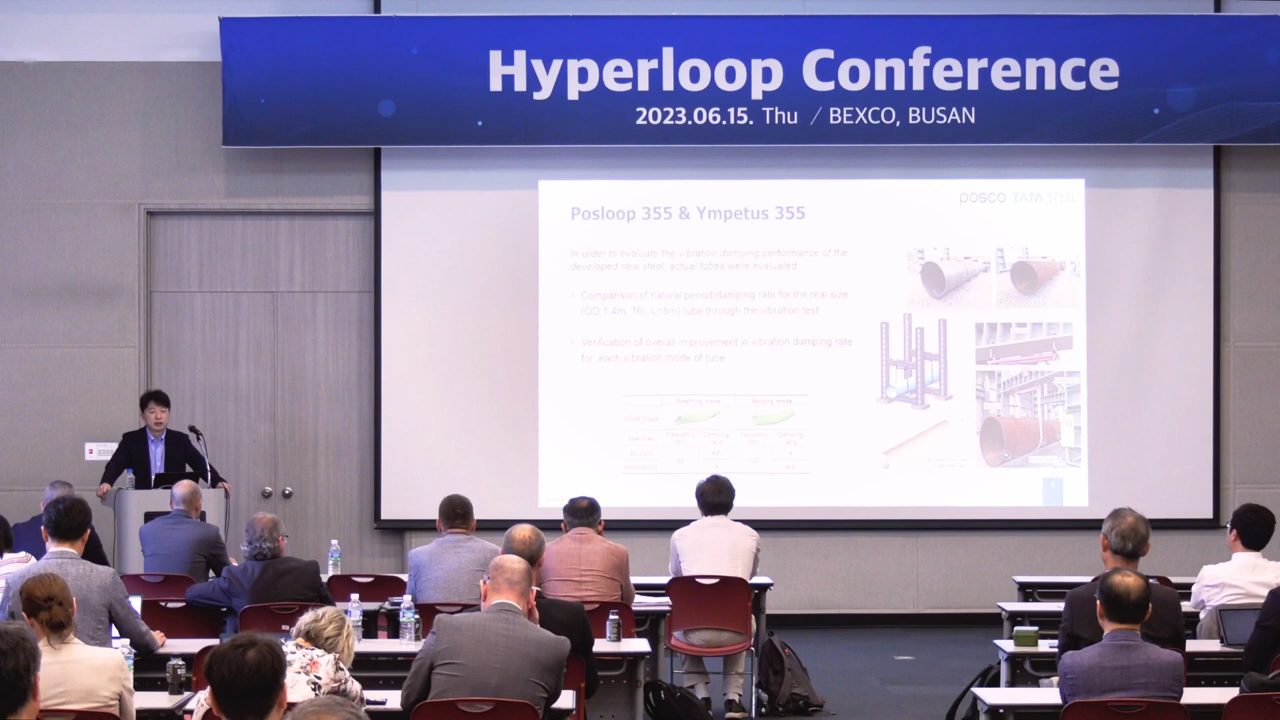 Hyperloop Conference
2023.06.15. Thu / BEXCO, BUSAN
posco TATA STEEL
Posloop 355 & Ympetus 355
In order to evaluate the vibration damping performance of the
developed new steel, actual tubes were evaluated.
Comparison of natural period/damping rate for the real size
tube through the vibration test
Verification of overall improvement in vibration damping rate
for each vibration mode of tube